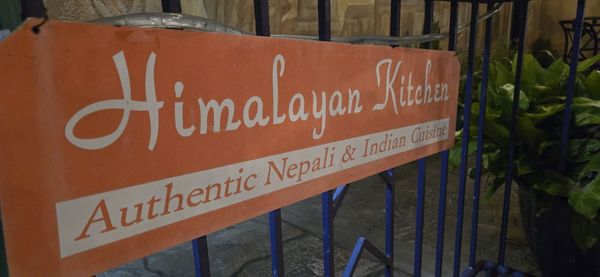 Himalayan Kitchen
Authentic Nepali & Indian Cuisine